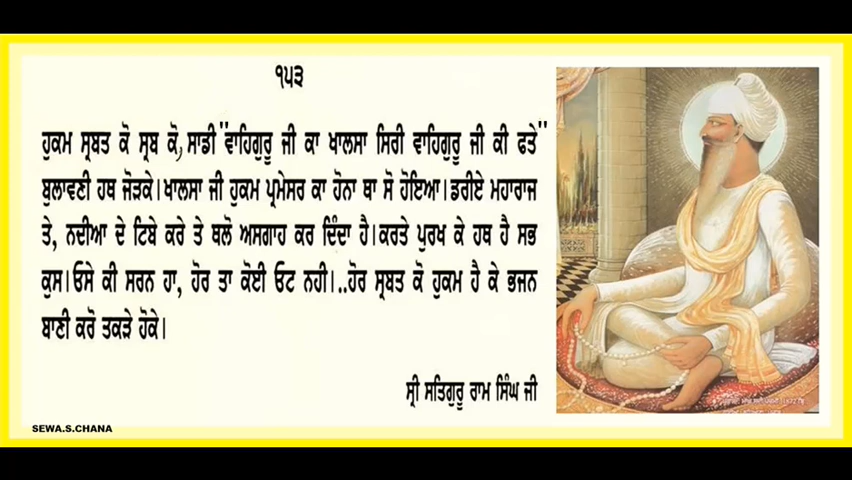 ੧੫੩
ਹੁਕਮ ਸ੍ਰਬਤ ਕੋ ਸ੍ਰਬ ਕੋ, ਸਾਡੀ "ਵਾਹਿਗੁਰੂ ਜੀ ਕਾ ਖਾਲਸਾ ਸਿਰੀ ਵਾਹਿਗੁਰੂ ਜੀ ਕੀ ਫਤੇ"
ਬੁਲਾਵਣੀ ਹਥ ਜੋੜਕੇ।ਖਾਲਸਾ ਜੀ ਹੁਕਮ ਪ੍ਰਮੇਸਰ ਕਾ ਹੋਨਾ ਥਾ ਸੋ ਹੋਇਆ।ਡਰੀਏ ਮਹਾਰਾਜ
ਤੇ, ਨਦੀਆ ਦੇ ਟਿਬੇ ਕਰੇ ਤੇ ਥਲੋ ਅਸਗਾਹ ਕਰ ਦਿੰਦਾ ਹੈ।ਕਰਤੇ ਪੁਰਖ ਕੇ ਹਥ ਹੈ ਸਭ
ਕੁਸ।ਓਸੇ ਕੀ ਸਰਨ ਹਾ, ਹੋਰ ਤਾ ਕੋਈ ਓਟ ਨਹੀ।..ਹੋਰ ਸ੍ਰਬਤ ਕੋ ਹੁਕਮ ਹੈ ਕੇ ਭਜਨ
ਬਾਣੀ ਕਰੋ ਤਕੜੇ ਹੋਕੇ।
ਸ੍ਰੀ ਸਤਿਗੁਰੂ ਰਾਮ ਸਿੰਘ ਜੀ
SEWA.S.CHANA